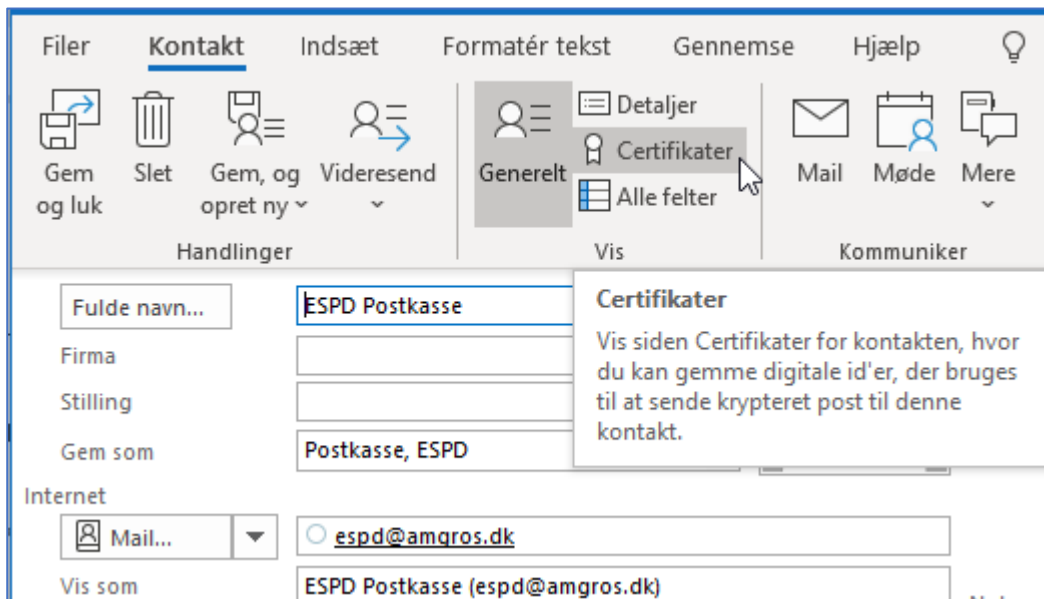 Filer Kontakt Indsæt Formatér tekst Gennemse Hjælp
Gem og luk
Slet
Gem, og opret ny
Videresend
Handlinger
Generelt
Detaljer
Certifikater
Alle felter
Vis
Mail
Møde
Mere
Kommuniker
Certifikater
Vis siden Certifikater for kontakten, hvor
du kan gemme digitale id'er, der bruges
til at sende krypteret post til denne
kontakt.
Fulde navn... ESPD Postkasse
Firma
Stilling
Gem som Postkasse, ESPD
Internet
Mail... espd@amgros.dk
Vis som ESPD Postkasse (espd@amgros.dk)